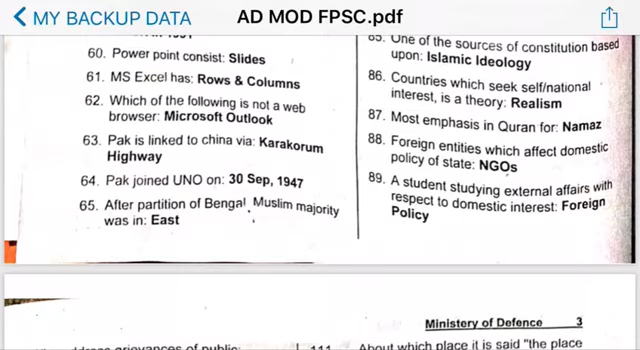 MY BACKUP DATA
AD MOD FPSC.pdf
60. Power point consist: Slides
61. MS Excel has: Rows & Columns
62. Which of the following is not a web
browser: Microsoft Outlook
63. Pak is linked to china via: Karakorum
Highway
64. Pak joined UNO on: 30 Sep, 1947
65. After partition of Bengal, Muslim majority
was in: East
85. One of the sources of constitution based
upon: Islamic Ideology
86. Countries which seek self/national
interest, is a theory: Realism
87. Most emphasis in Quran for: Namaz
88. Foreign entities which affect domestic
policy of state: NGOs
89. A student studying external affairs with
respect to domestic interest: Foreign
Policy
Ministry of Defence 3
grievances of public:
111. About which place it is said "the place